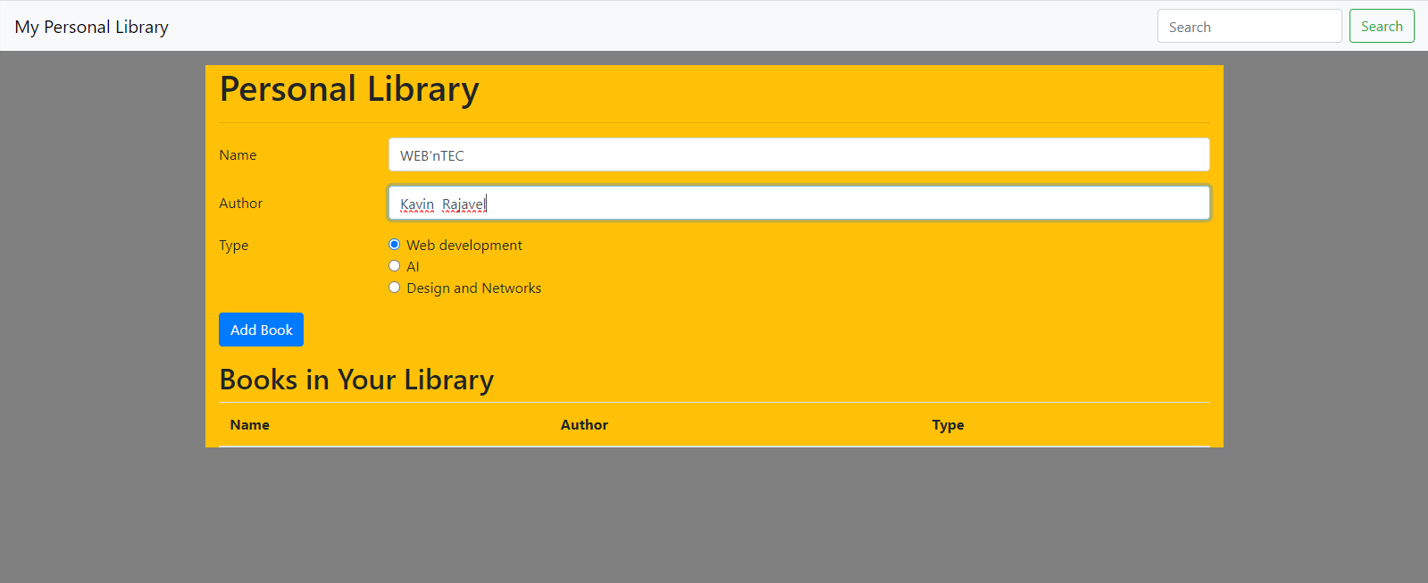 My Personal Library Search Search
Personal Library
Name WEB'nTEC
Author Kavin  Rajavel
Type Web development
AI
Design and Networks
Add Book
Books in Your Library
Name Author Type